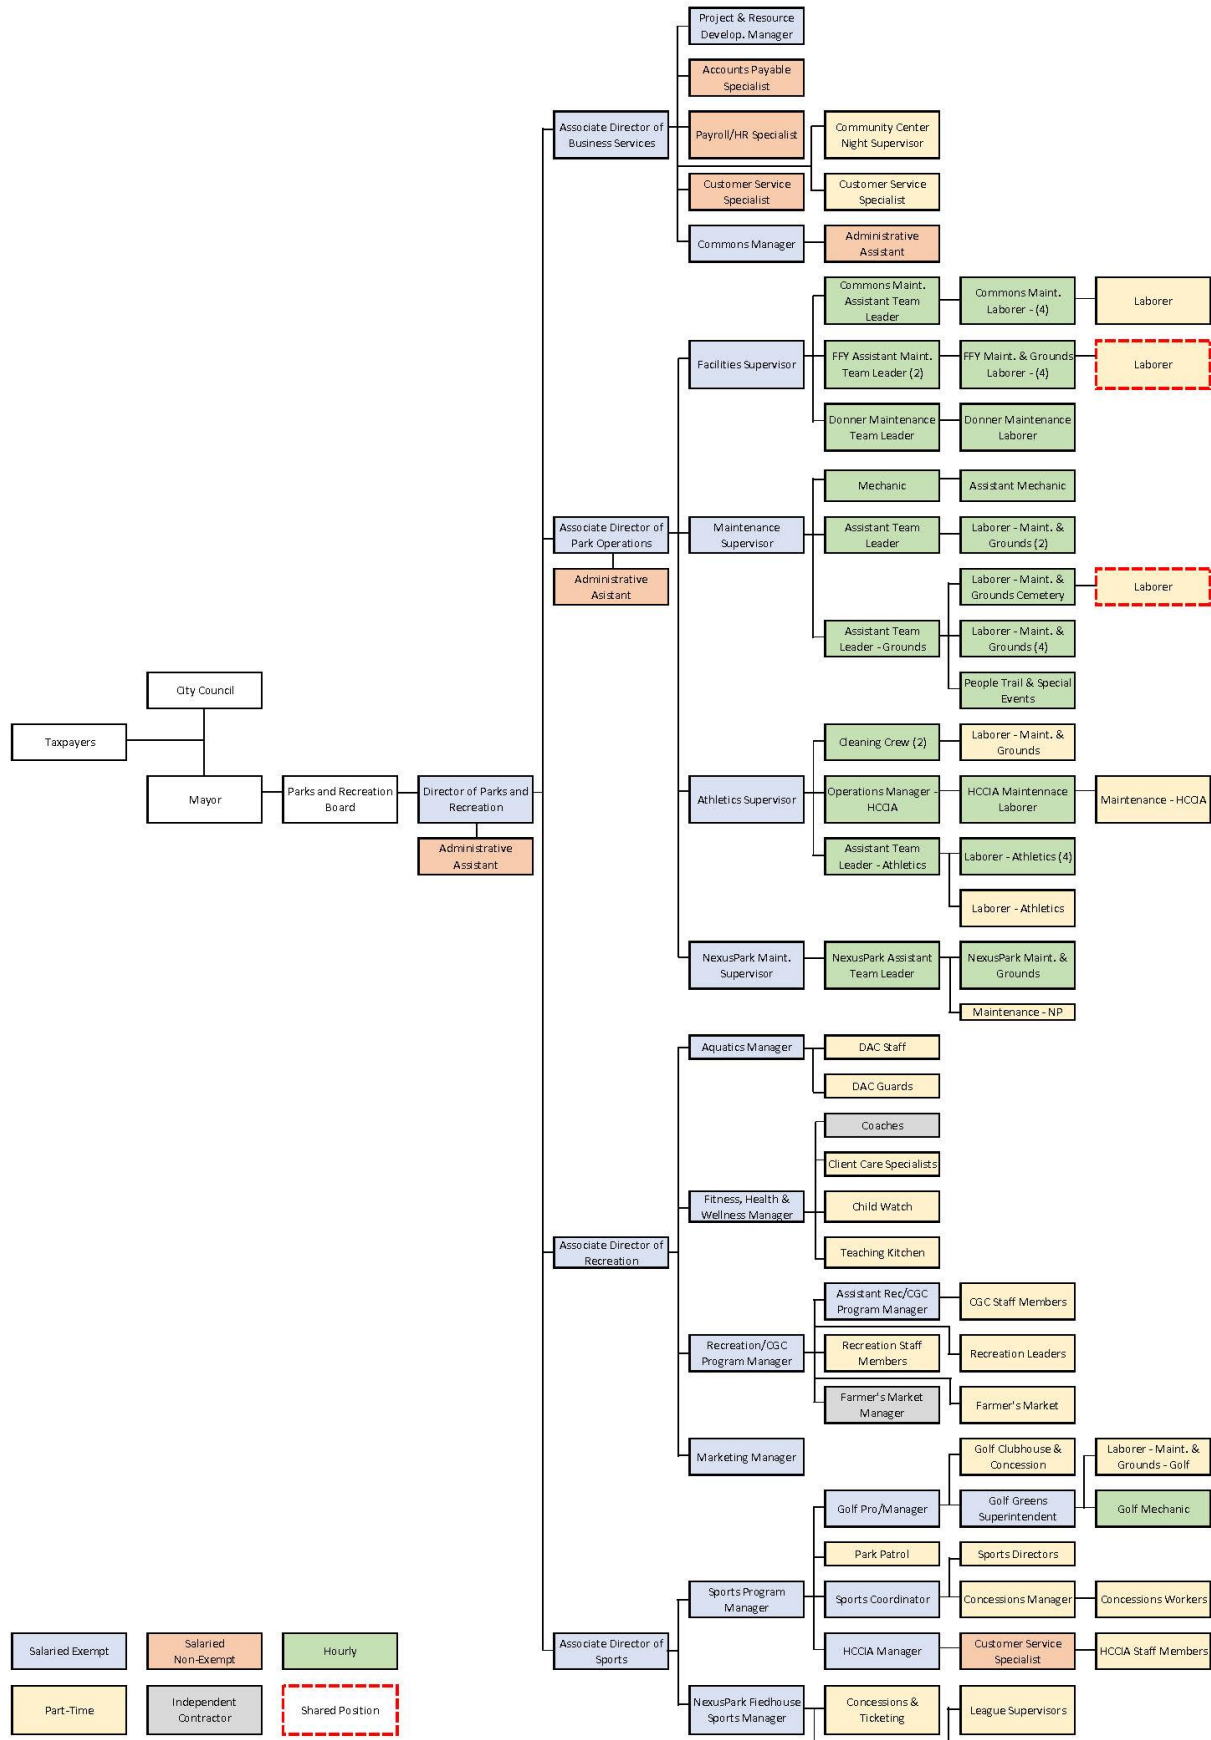 Project & Resource
Develop. Manager
Accounts Payable
Specialist
Associate Director of
Business Services
Payroll/HR Specialist
Community Center
Night Supervisor
Customer Service
Specialist
Customer Service
Specialist
Commons Manager
Administrative
Assistant
Commons Maint.
Assistant Team
Leader
Commons Maint.
Laborer - (4)
Laborer
Facilities Supervisor
FFY Assistant Maint.
Team Leader (2)
FFY Maint. & Grounds
Laborer - (4)
Laborer
Donner Maintenance
Team Leader
Donner Maintenance
Laborer
Mechanic
Assistant Mechanic
Associate Director of
Park Operations
Maintenance
Supervisor
Assistant Team
Leader
Laborer - Maint. &
Grounds (2)
Administrative
Asistant
Laborer - Maint. &
Grounds Cemetery
Laborer
Assistant Team
Leader - Grounds
Laborer - Maint. &
Grounds (4)
People Trail & Special
Events
City Council
Taxpayers
Cleaning Crew (2)
Laborer - Maint. &
Grounds
Mayor
Parks and Recreation
Board
Director of Parks and
Recreation
Athletics Supervisor
Operations Manager -
HCCIA
HCCIA Maintennace
Laborer
Maintenance - HCCIA
Administrative
Assistant
Assistant Team
Leader - Athletics
Laborer - Athletics (4)
Laborer - Athletics
NexusPark Maint.
Supervisor
NexusPark Assistant
Team Leader
NexusPark Maint. &
Grounds
Maintenance - NP
Aquatics Manager
DAC Staff
DAC Guards
Coaches
Client Care Specialists
Fitness, Health &
Wellness Manager
Child Watch
Associate Director of
Recreation
Teaching Kitchen
Assistant Rec/CGC
Program Manager
CGC Staff Members
Recreation/CGC
Program Manager
Recreation Staff
Members
Recreation Leaders
Farmer's Market
Manager
Farmer's Market
Marketing Manager
Golf Clubhouse &
Concession
Laborer - Maint. &
Grounds - Golf
Golf Pro/Manager
Golf Greens
Superintendent
Golf Mechanic
Park Patrol
Sports Directors
Sports Program
Manager
Sports Coordinator
Concessions Manager
Concessions Workers
Associate Director of
Sports
HCCIA Manager
Customer Service
Specialist
HCCIA Staff Members
NexusPark Fiedhouse
Sports Manager
Concessions &
Ticketing
League Supervisors
Salaried Exempt
Salaried
Non-Exempt
Hourly
Part-Time
Independent
Contractor
Shared Position